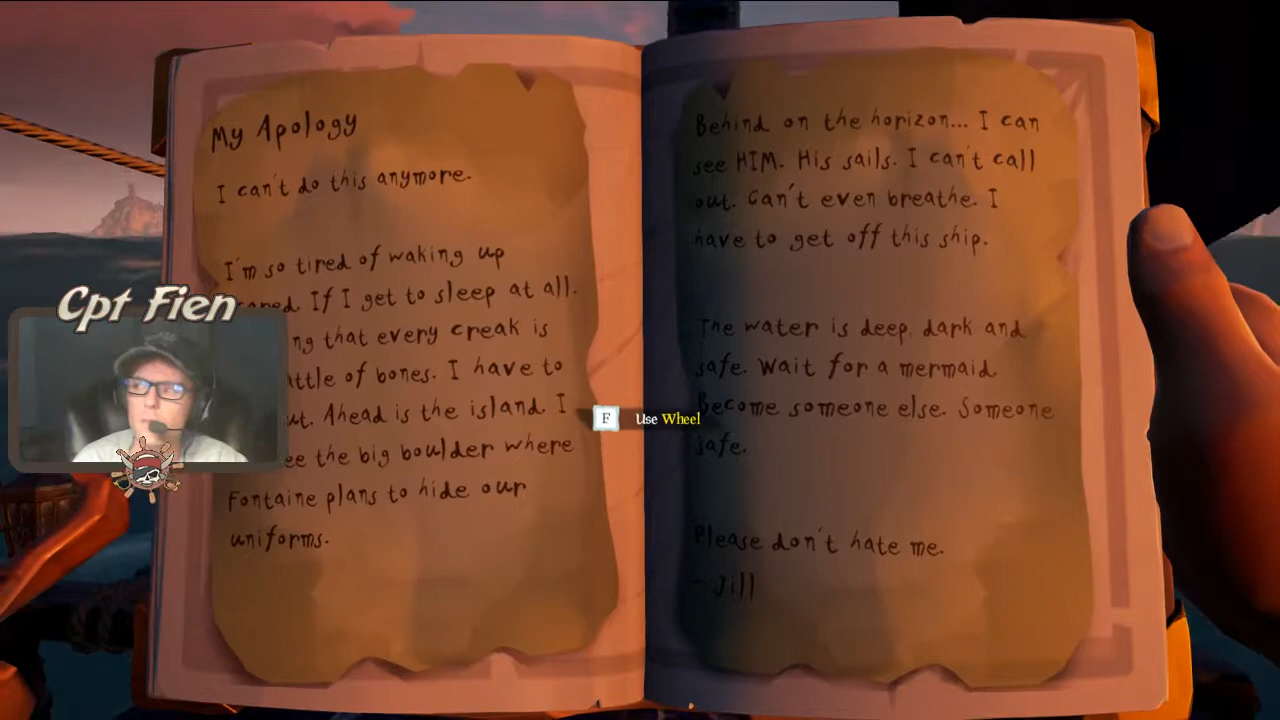 My Apology
I can't do this anymore.
I'm so tired of waking up
If I get to sleep at all.
that every creak is
of bones. I have to
Ahead is the island. I
the big boulder where
Fontaine plans to hide our
uniforms.
Behind on the horizon... I can
see HIM. His sails. I can't call
out. Can't even breathe. I
have to get off this ship.
The water is deep, dark and
safe. Wait for a mermaid.
Become someone else. Someone
safe.
Please don't hate me.
- Jill
Cpt Fien
F Use Wheel